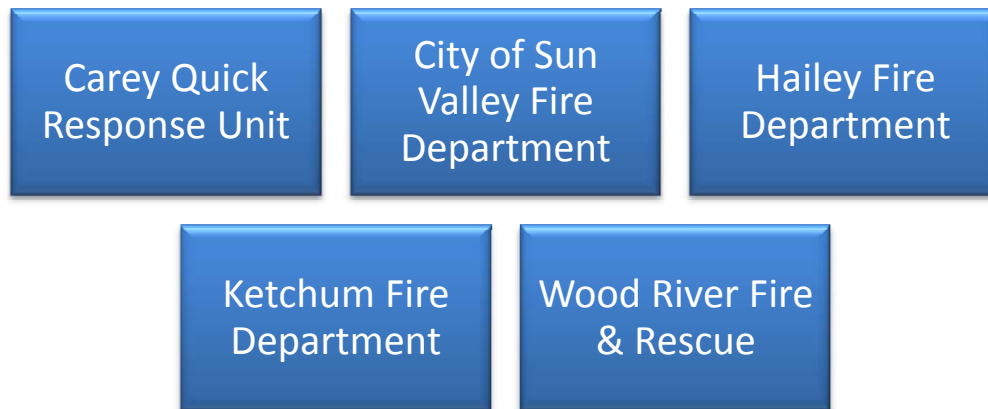 Carey Quick
Response Unit
City of Sun
Valley Fire
Department
Hailey Fire
Department
Ketchum Fire
Department
Wood River Fire
& Rescue